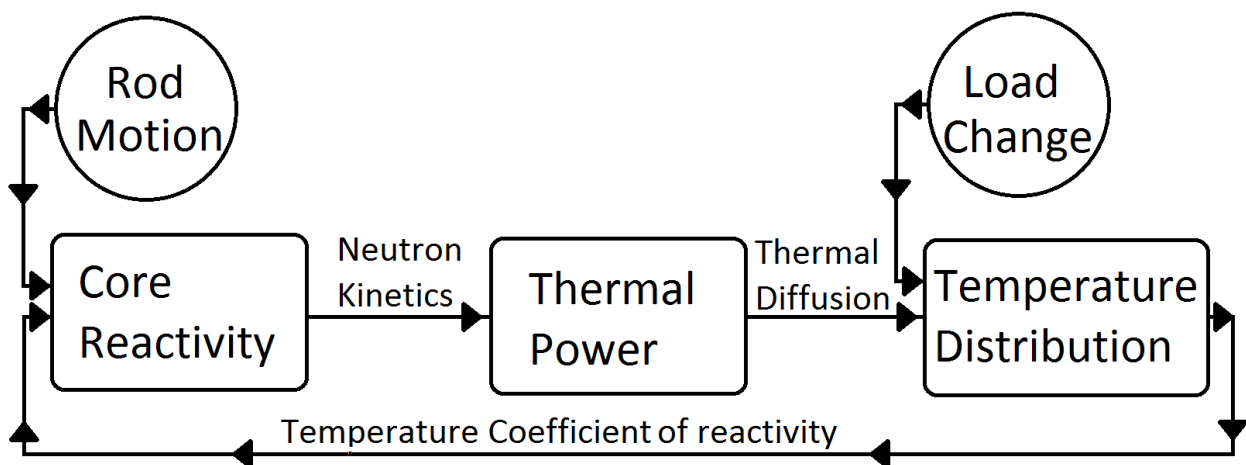 Rod
Motion
Load
Change
Core
Reactivity
Neutron
Kinetics
Thermal
Power
Thermal
Diffusion
Temperature
Distribution
Temperature Coefficient of reactivity